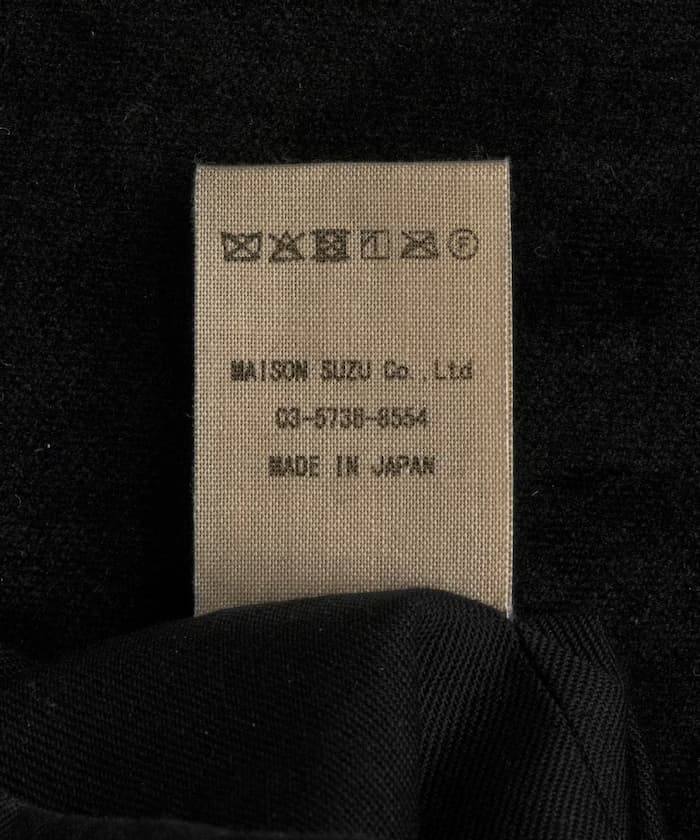 Ⓕ
MAISON SUZU Co.,Ltd
03-5738-8554
MADE IN JAPAN